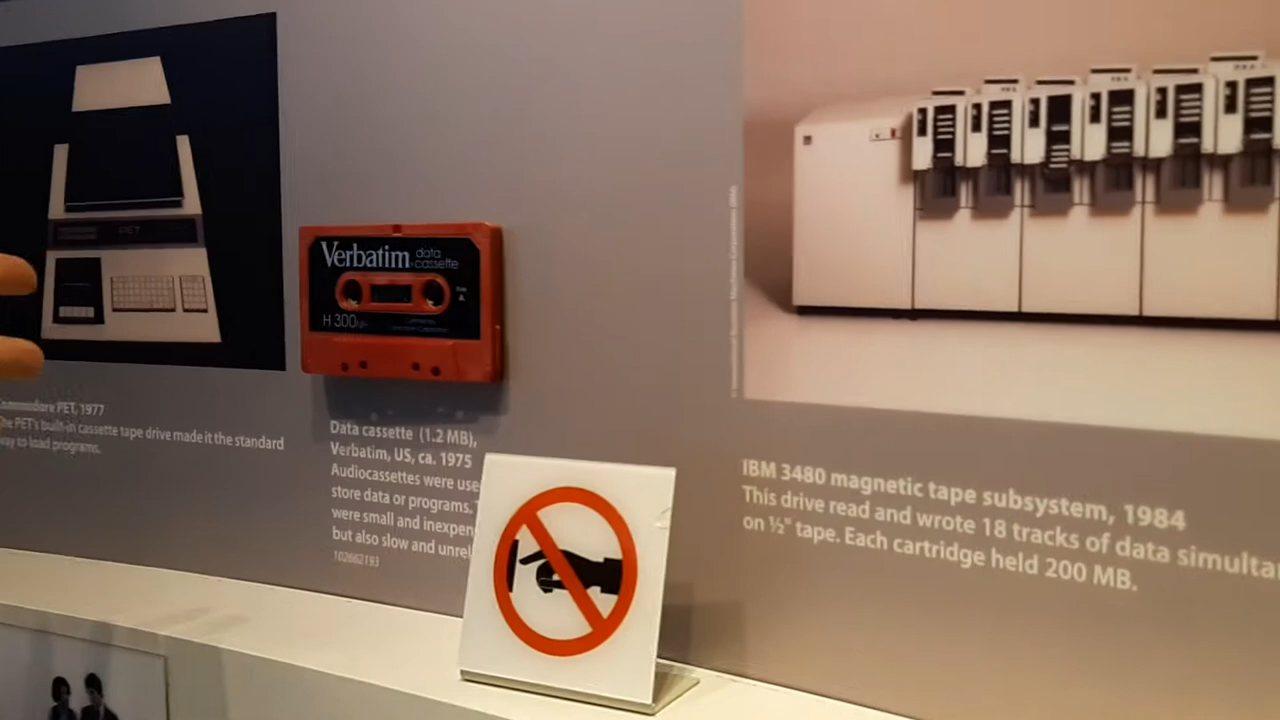 PET
Commodore PET, 1977
The PET's built-in cassette tape drive made it the standard
way to load programs.
Verbatim data
cassette
H 300
Data cassette (1.2 MB),
Verbatim, US, ca. 1975
Audiocassettes were use
store data or programs.
were small and inexpen
but also slow and unrel
102662193
IBM 3480 magnetic tape subsystem, 1984
This drive read and wrote 18 tracks of data simulta
on ½" tape. Each cartridge held 200 MB.